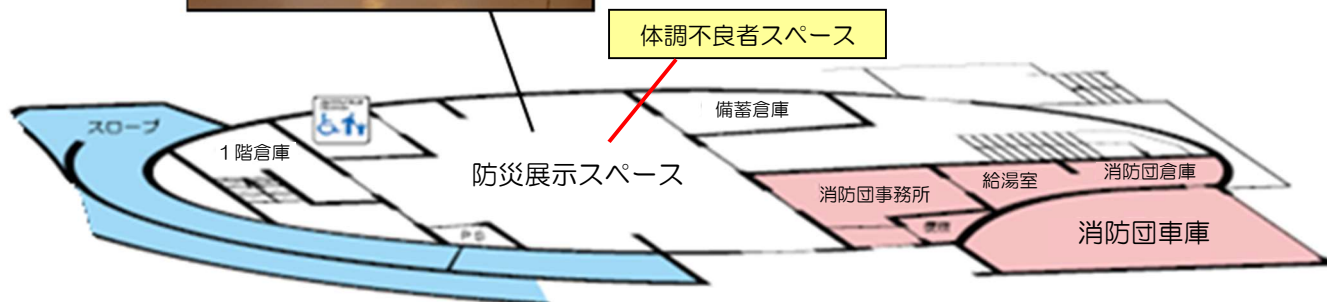 体調不良者スペース
備蓄倉庫
スロープ
1階倉庫
防災展示スペース
消防団事務所
給湯室
消防団倉庫
PS
消防団車庫